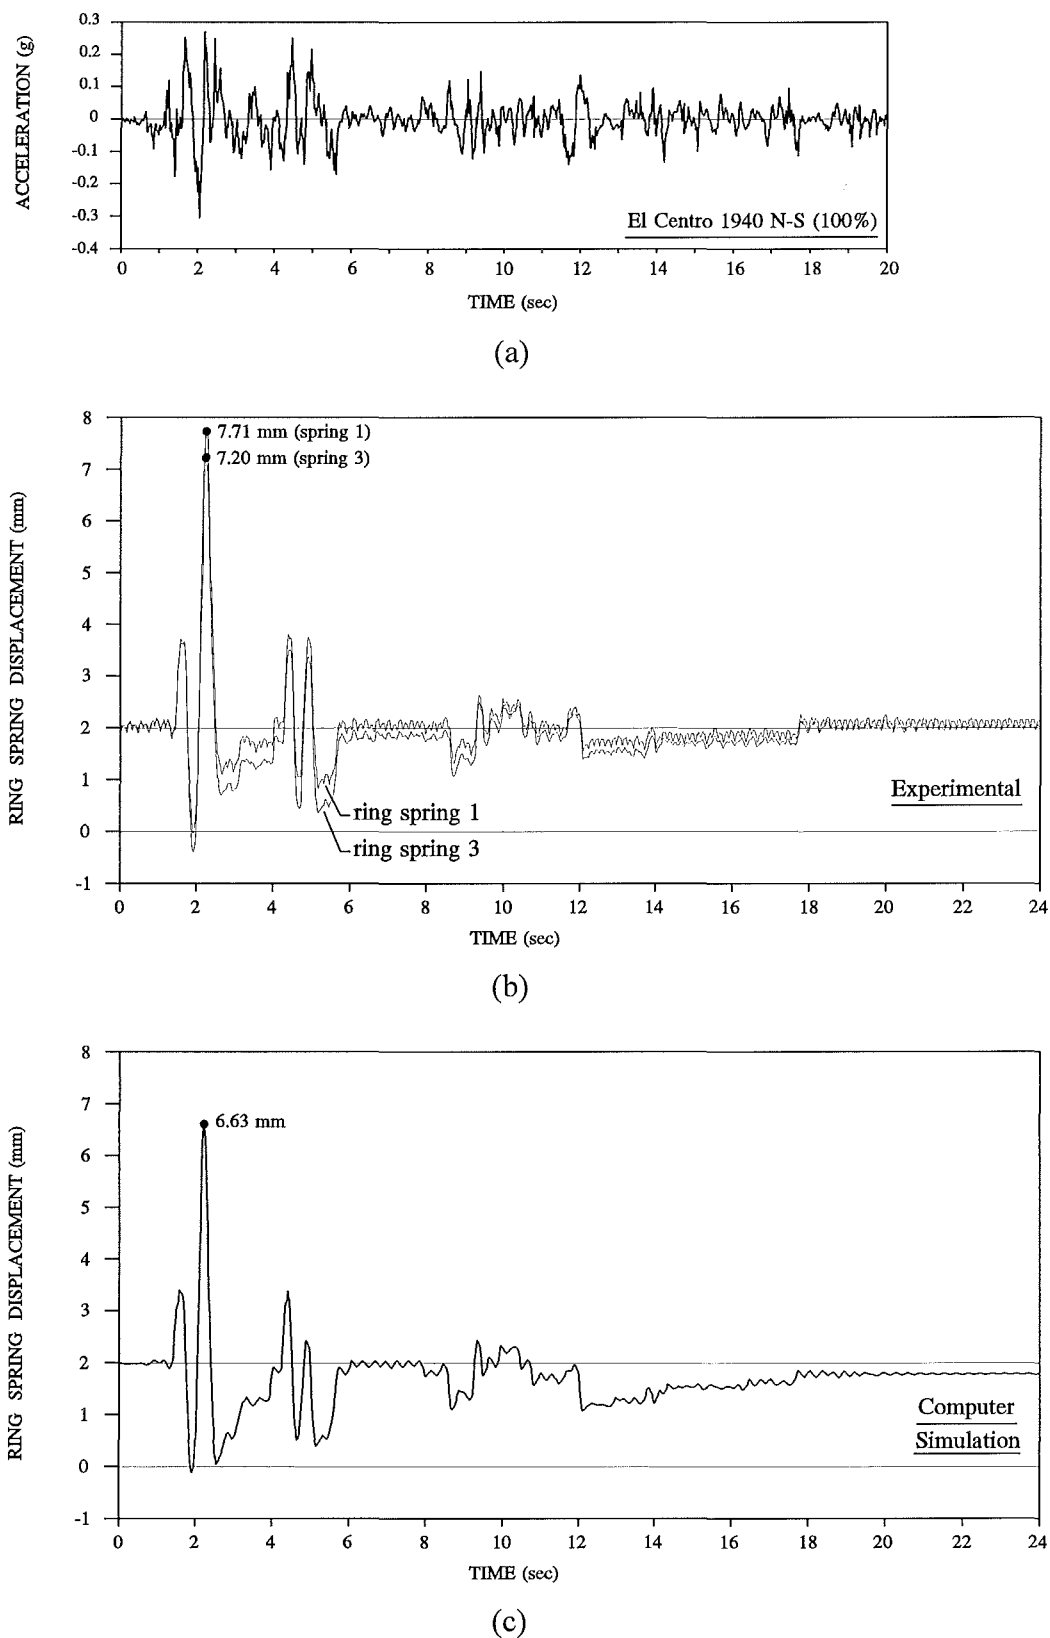 0.3
0.2
0.1
0
-0.1
-0.2
-0.3
-0.4
ACCELERATION (g)
El Centro 1940 N-S (100%)
0 2 4 6 8 10 12 14 16 18 20
TIME (sec)
(a)
8
7
6
5
4
3
2
1
0
-1
RING SPRING DISPLACEMENT (mm)
7.71 mm (spring 1)
7.20 mm (spring 3)
Experimental
ring spring 1
ring spring 3
0 2 4 6 8 10 12 14 16 18 20 22 24
TIME (sec)
(b)
8
7
6
5
4
3
2
1
0
-1
RING SPRING DISPLACEMENT (mm)
6.63 mm
Computer
Simulation
0 2 4 6 8 10 12 14 16 18 20 22 24
TIME (sec)
(c)